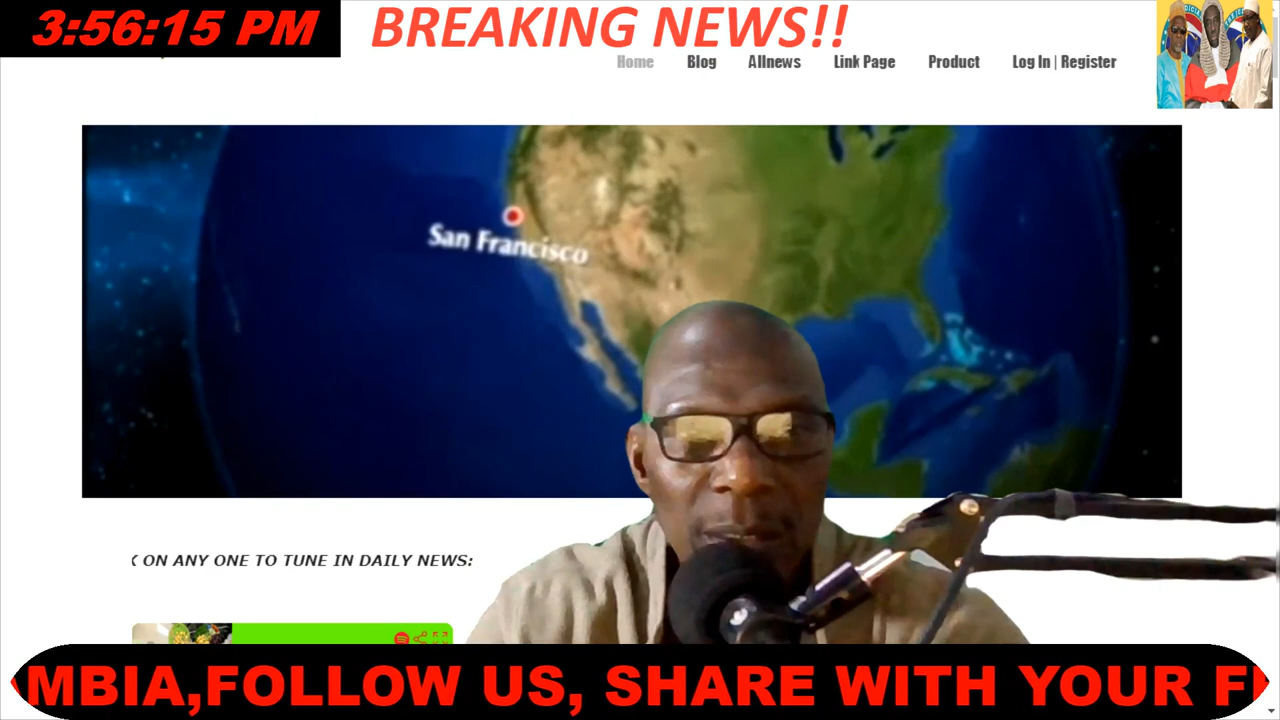 3:56:15 PM
BREAKING NEWS!!
Home Blog Allnews Link Page Product Log In | Register
San Francisco
ON ANY ONE TO TUNE IN DAILY NEWS:
MBIA,FOLLOW US, SHARE WITH YOUR F